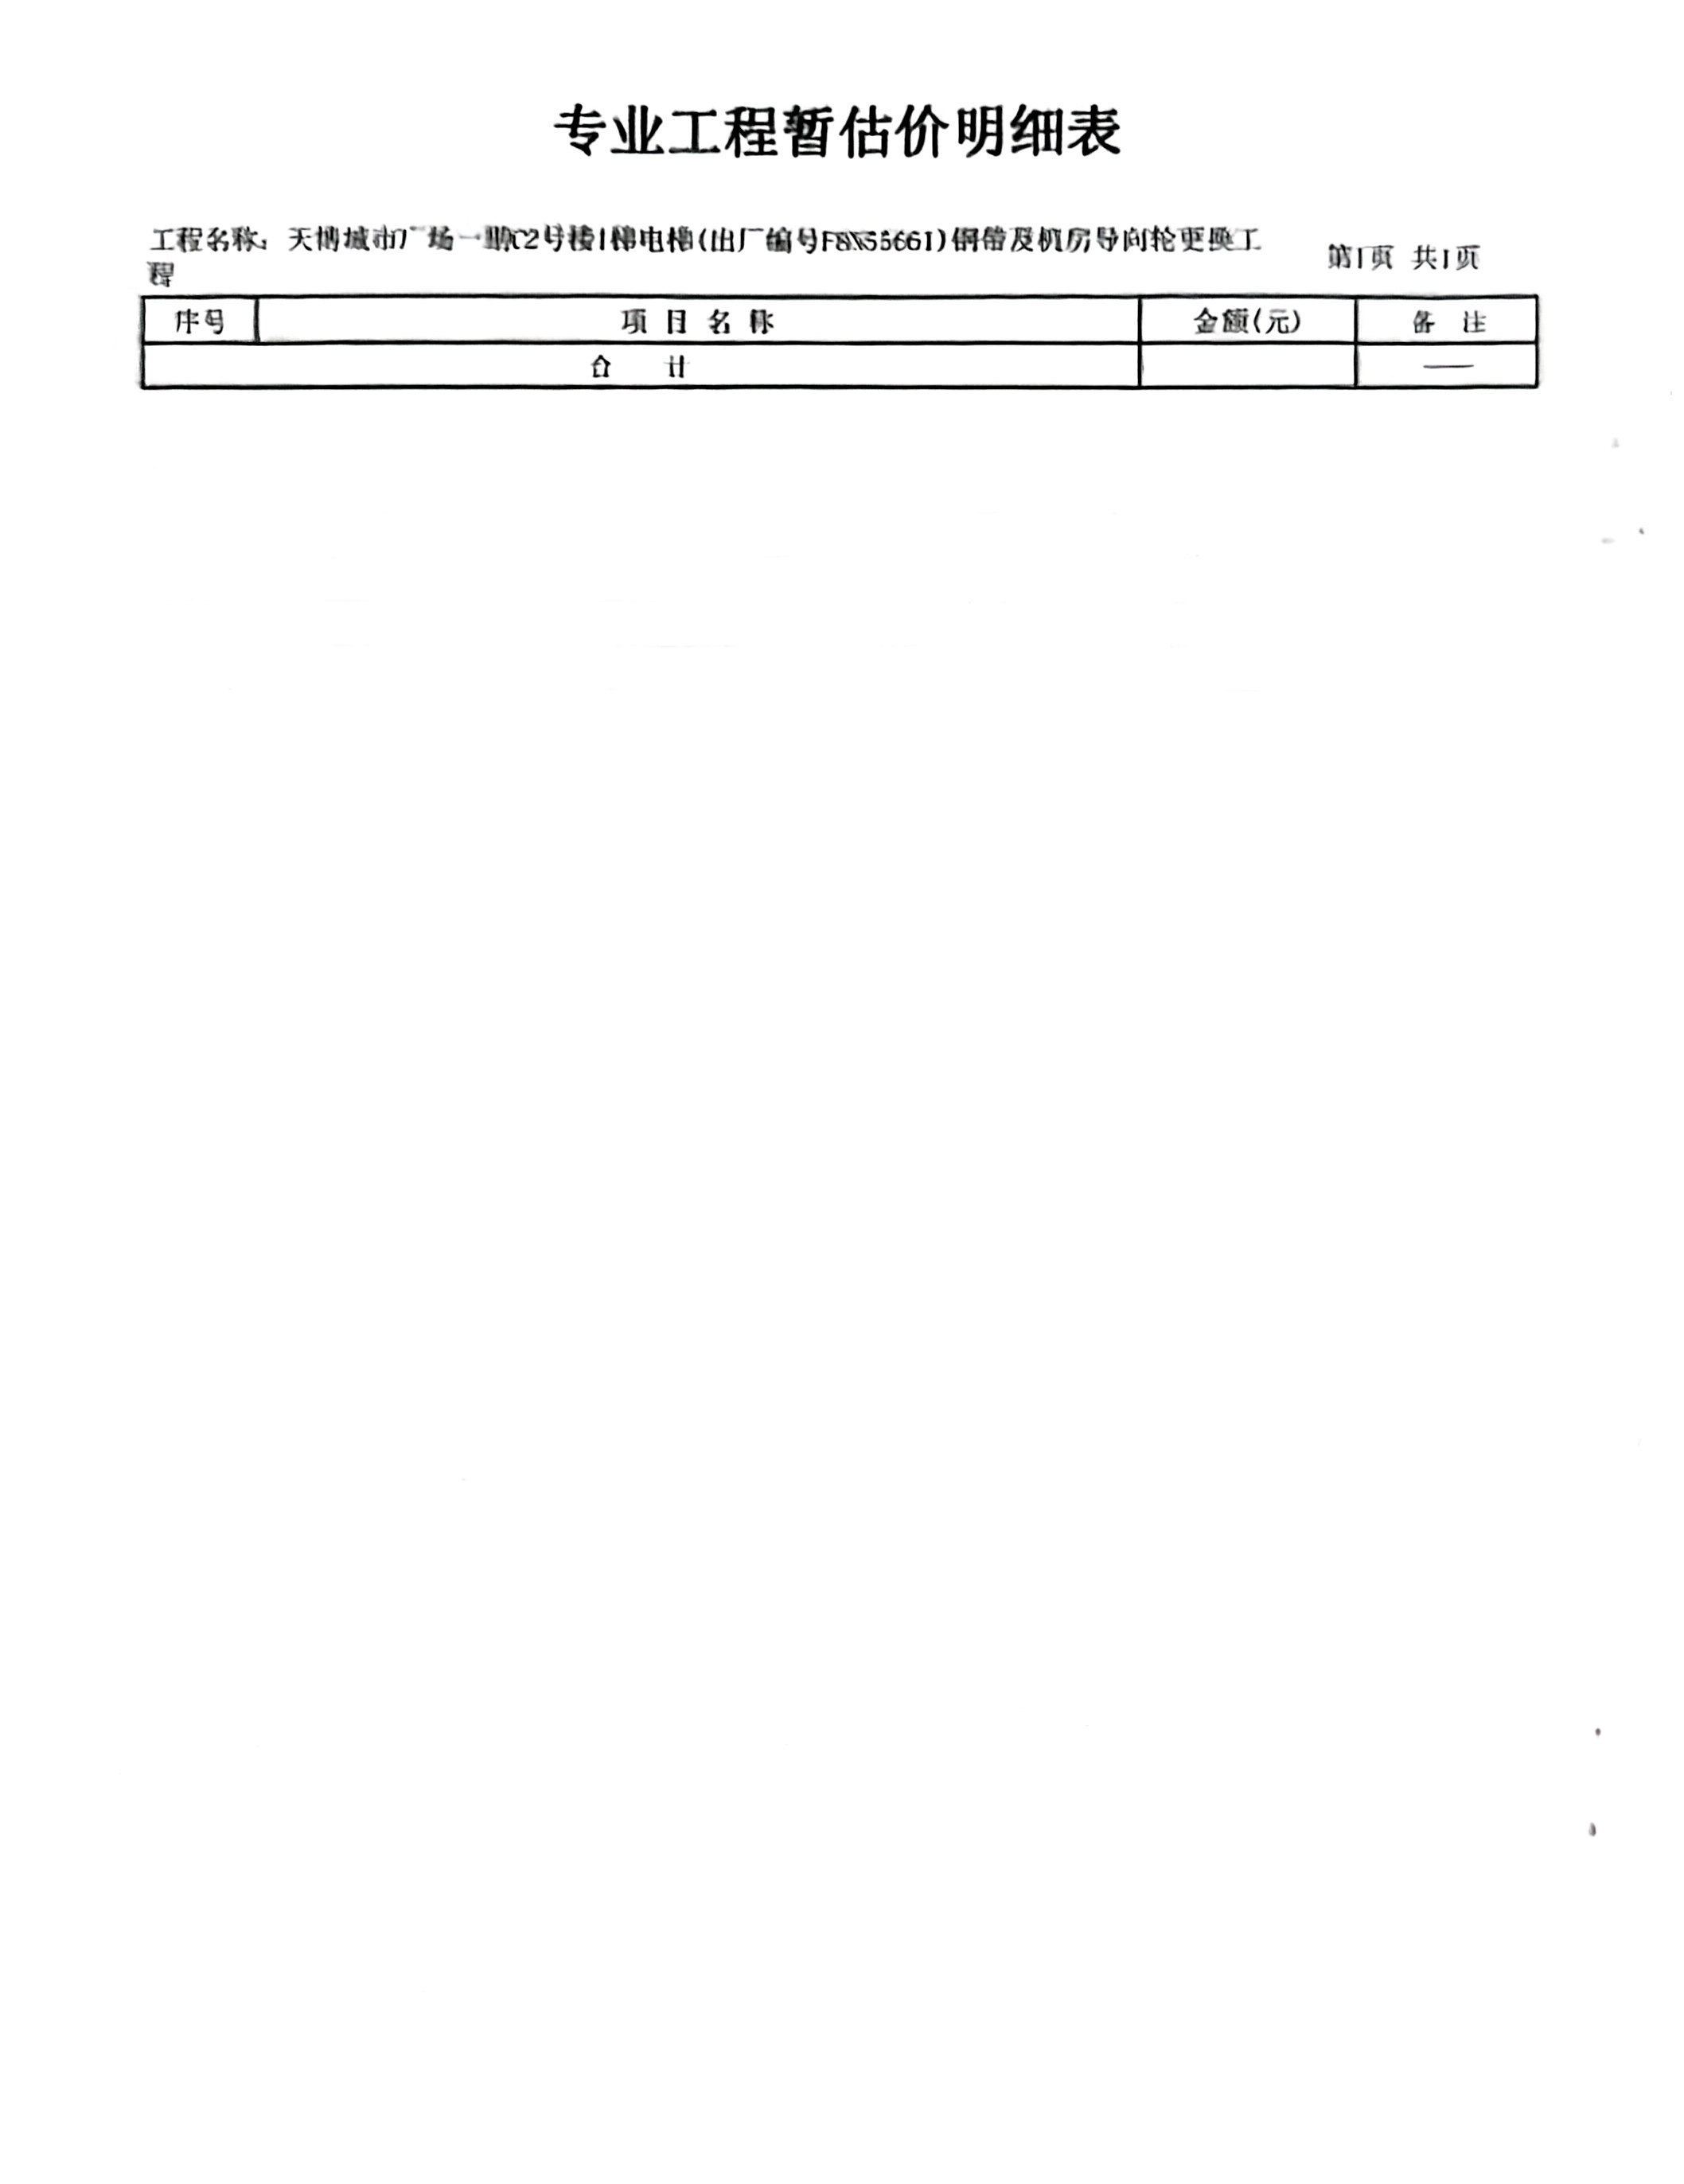 专业工程暂估价明细表
工程名称：天博城市广场一期C2号楼1梯电梯(出厂编号F8N55661)钢带及机房导向轮更换工
第1页 共1页
程
序号 项 目 名 称 金额(元) 备 注
合 计 ——